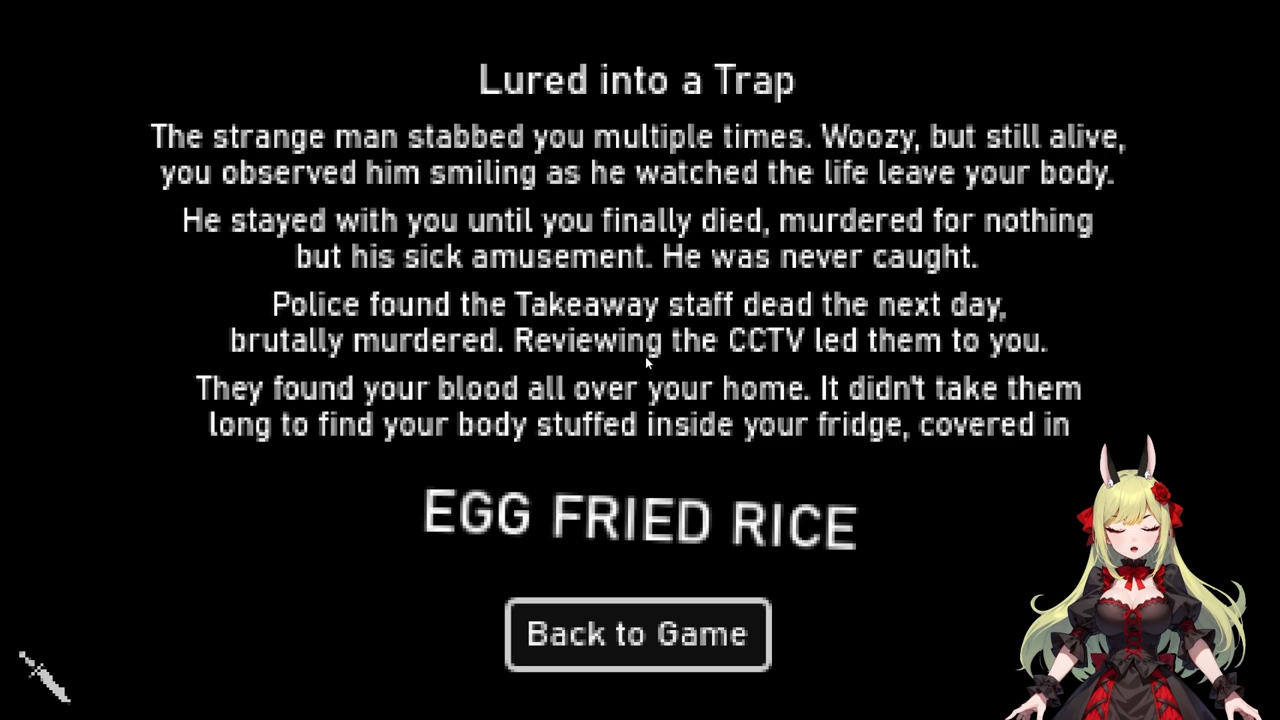 Lured into a Trap
The strange man stabbed you multiple times. Woozy, but still alive,
you observed him smiling as he watched the life leave your body.
He stayed with you until you finally died, murdered for nothing
but his sick amusement. He was never caught.
Police found the Takeaway staff dead the next day,
brutally murdered. Reviewing the CCTV led them to you.
They found your blood all over your home. It didn't take them
long to find your body stuffed inside your fridge, covered in
EGG FRIED RICE
Back to Game